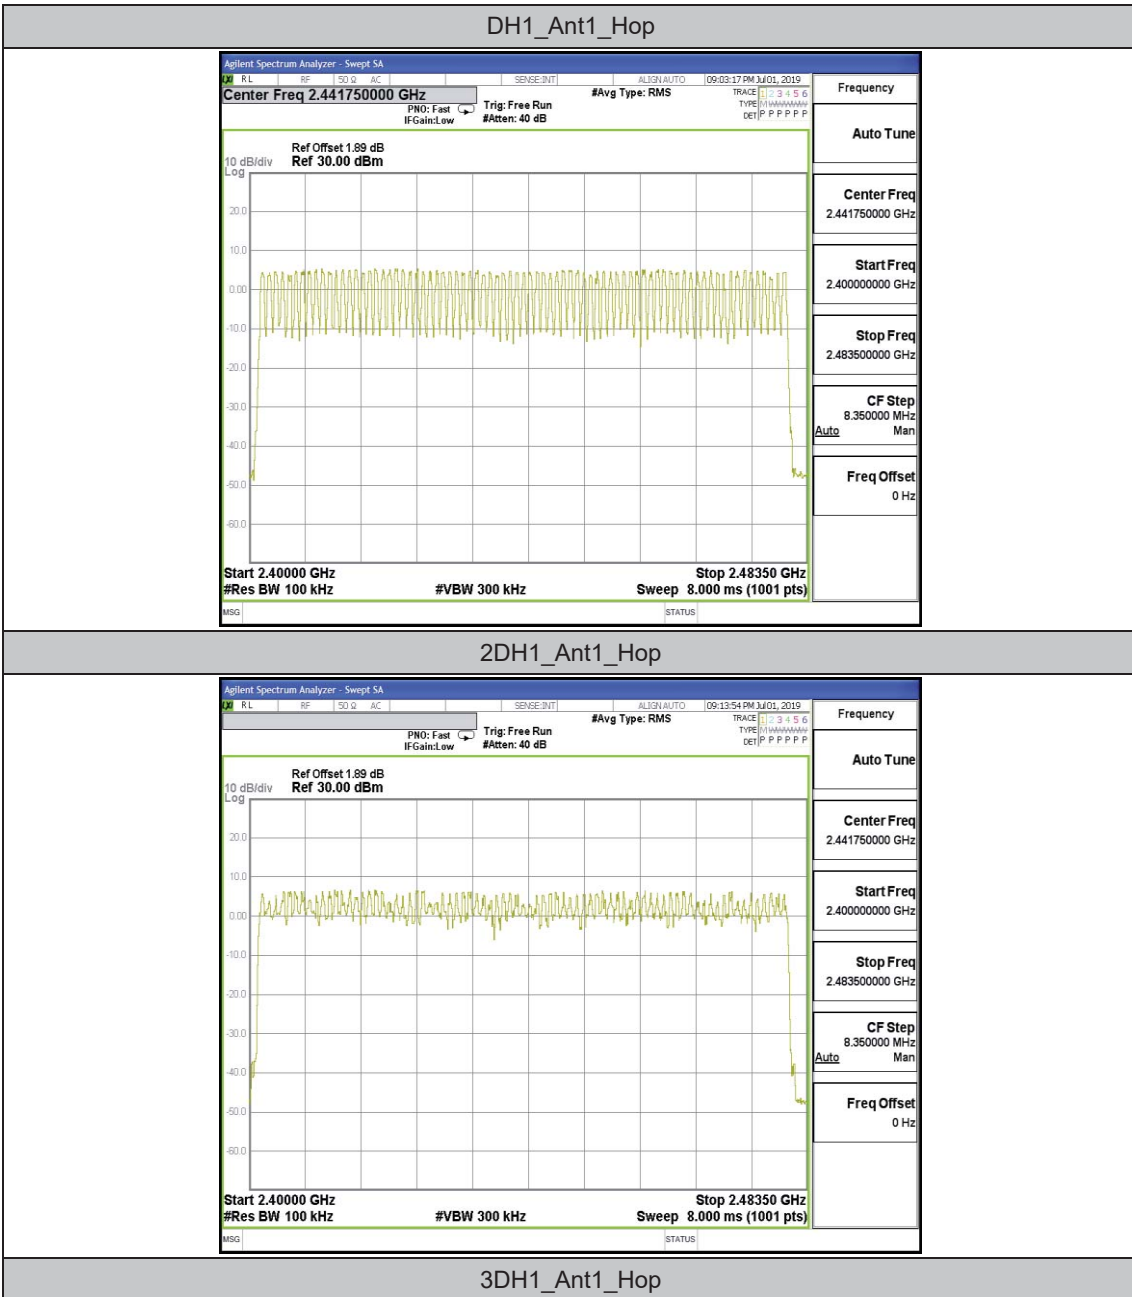 DH1_Ant1_Hop
Agilent Spectrum Analyzer - Swept SA
LXI RL RF 50 Ω AC SENSE:INT ALIGN AUTO 09:03:17 PM Jul 01, 2019
Center Freq 2.441750000 GHz #Avg Type: RMS TRACE 1 2 3 4 5 6
PNO: Fast Trig: Free Run TYPE M
IFGain:Low #Atten: 40 dB DET P P P P P P
Frequency
Auto Tune
Ref Offset 1.89 dB
10 dB/div Ref 30.00 dBm
Log
20.0
10.0
0.00
-10.0
-20.0
-30.0
-40.0
-50.0
-60.0
Center Freq
2.441750000 GHz
Start Freq
2.400000000 GHz
Stop Freq
2.483500000 GHz
CF Step
8.350000 MHz
Auto Man
Freq Offset
0 Hz
Start 2.40000 GHz Stop 2.48350 GHz
#Res BW 100 kHz #VBW 300 kHz Sweep 8.000 ms (1001 pts)
MSG STATUS
2DH1_Ant1_Hop
Agilent Spectrum Analyzer - Swept SA
LXI RL RF 50 Ω AC SENSE:INT ALIGN AUTO 09:13:54 PM Jul 01, 2019
#Avg Type: RMS TRACE 1 2 3 4 5 6
PNO: Fast Trig: Free Run TYPE M
IFGain:Low #Atten: 40 dB DET P P P P P P
Frequency
Auto Tune
Ref Offset 1.89 dB
10 dB/div Ref 30.00 dBm
Log
20.0
10.0
0.00
-10.0
-20.0
-30.0
-40.0
-50.0
-60.0
Center Freq
2.441750000 GHz
Start Freq
2.400000000 GHz
Stop Freq
2.483500000 GHz
CF Step
8.350000 MHz
Auto Man
Freq Offset
0 Hz
Start 2.40000 GHz Stop 2.48350 GHz
#Res BW 100 kHz #VBW 300 kHz Sweep 8.000 ms (1001 pts)
MSG STATUS
3DH1_Ant1_Hop